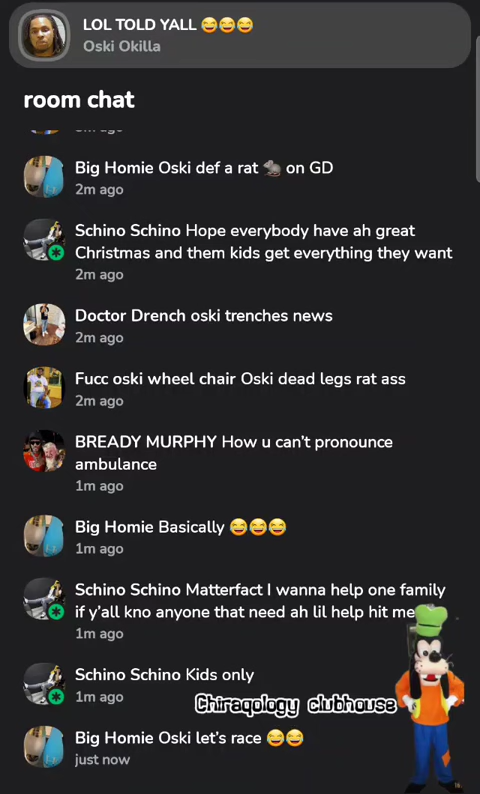 LOL TOLD YALL 😂😂😂
Oski Okilla
room chat
Big Homie Oski def a rat 🐀 on GD
2m ago
Schino Schino Hope everybody have ah great
Christmas and them kids get everything they want
2m ago
Doctor Drench oski trenches news
2m ago
Fucc oski wheel chair Oski dead legs rat ass
2m ago
BREADY MURPHY How u can't pronounce
ambulance
1m ago
Big Homie Basically 😂😂😂
1m ago
Schino Schino Matterfact I wanna help one family
if y'all kno anyone that need ah lil help hit me
1m ago
Schino Schino Kids only
1m ago
Chiraqology clubhouse
Big Homie Oski let's race 😂😂
just now